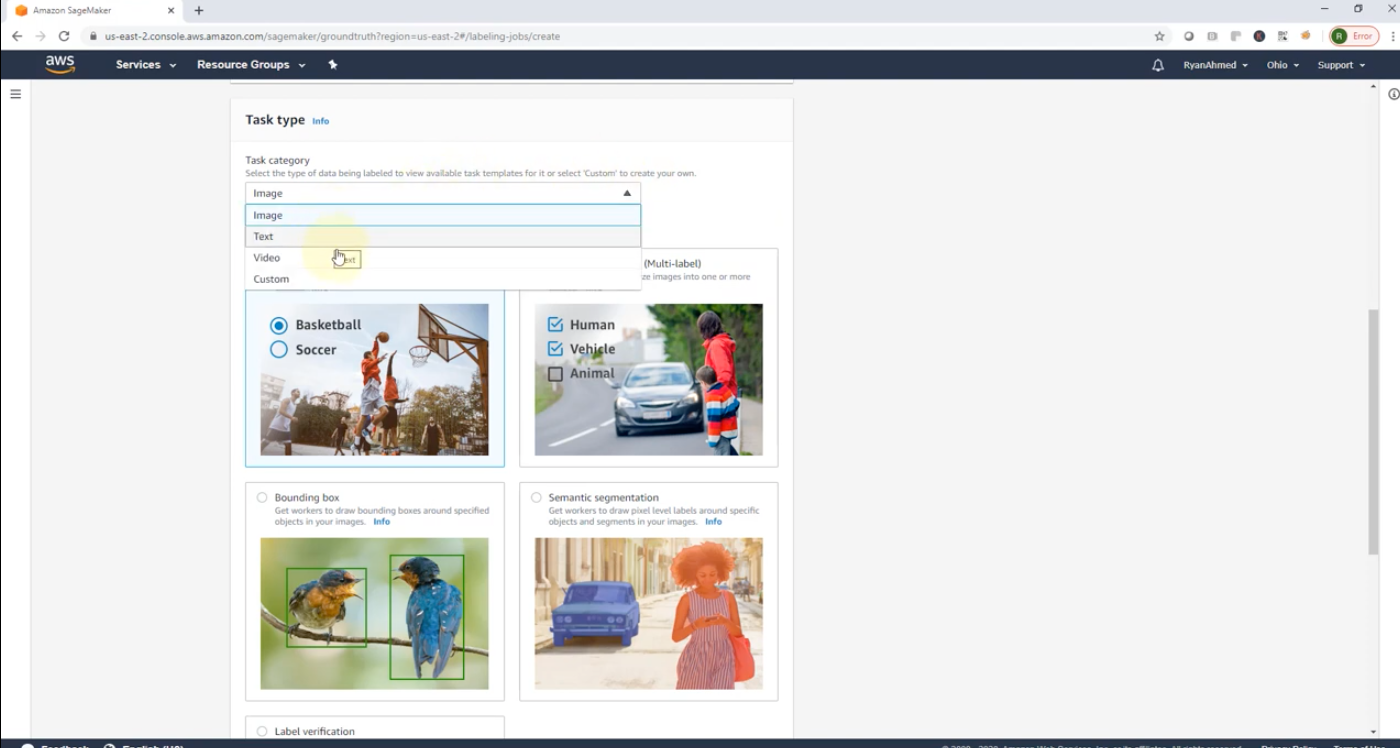 Amazon SageMaker
us-east-2.console.aws.amazon.com/sagemaker/groundtruth?region=us-east-2#/labeling-jobs/create
R Error
aws Services Resource Groups RyanAhmed Ohio Support
Task type Info
Task category
Select the type of data being labeled to view available task templates for it or select 'Custom' to create your own.
Image
Image
Text
Video
Custom
(Multi-label)
images into one or more
Basketball
Soccer
Human
Vehicle
Animal
Bounding box
Get workers to draw bounding boxes around specified
objects in your images. Info
Semantic segmentation
Get workers to draw pixel level labels around specific
objects and segments in your images. Info
Label verification
Feedback English (US)
Privacy Policy Terms of Use